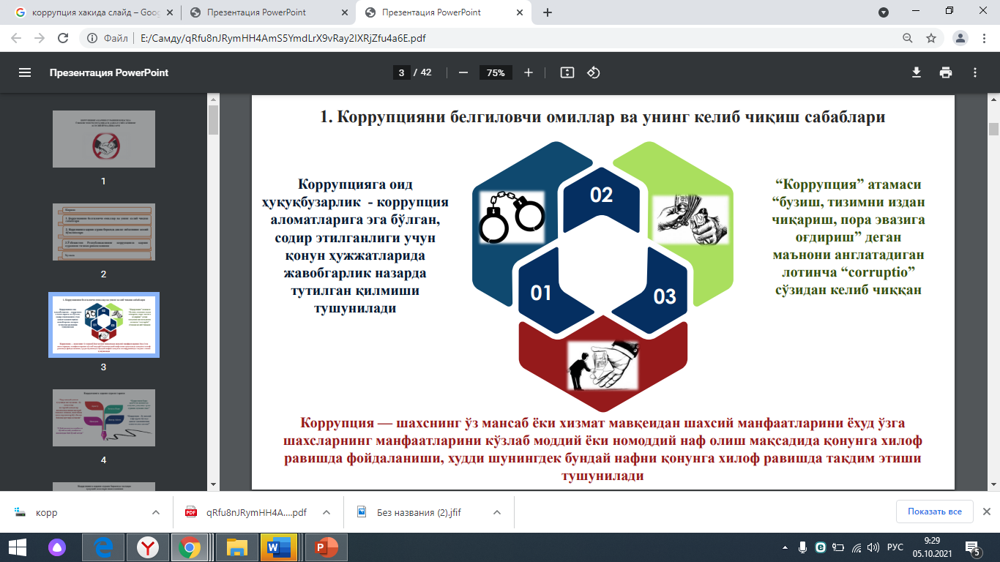 коррупция хакида слайд – Goo
Презентация PowerPoint
Презентация PowerPoint
Файл
E:/Самду/qRfu8nJRymHH4AmS5YmdLrX9vRay2lXRjZfu4a6E.pdf
Презентация PowerPoint
3 / 42
75%
1
2
3
4
1. Коррупцияни белгиловчи омиллар ва унинг келиб чиқиш сабаблари
Коррупцияга оид
ҳуқуқбузарлик - коррупция
аломатларига эга бўлган,
содир этилганлиги учун
қонун ҳужжатларида
жавобгарлик назарда
тутилган қилмиши
тушунилади
02
01
03
“Коррупция” атамаси
“бузиш, тизимни издан
чиқариш, пора эвазига
оғдириш” деган
маънони англатадиган
лотинча “corruptio”
сўзидан келиб чиққан
Коррупция — шахснинг ўз мансаб ёки хизмат мавқеидан шахсий манфаатларини ёхуд ўзга
шахсларнинг манфаатларини кўзлаб моддий ёки номоддий наф олиш мақсадида қонунга хилоф
равишда фойдаланиши, худди шунингдек бундай нафни қонунга хилоф равишда тақдим этиши
тушунилади
корр
qRfu8nJRymHH4A....pdf
Без названия (2).jfif
Показать все
РУС
9:29
05.10.2021
5